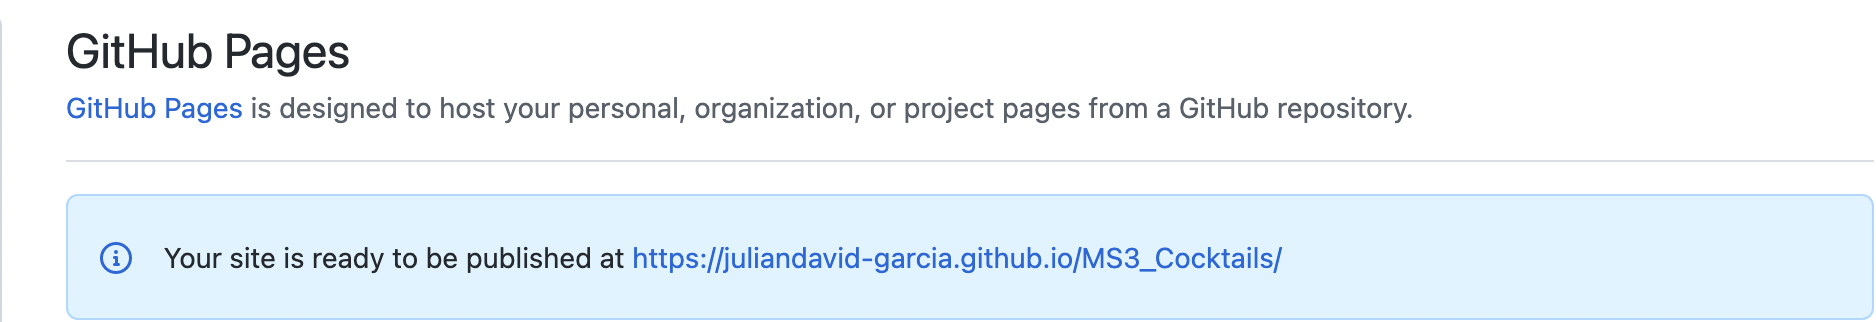 GitHub Pages
GitHub Pages is designed to host your personal, organization, or project pages from a GitHub repository.
Your site is ready to be published at https://juliandavid-garcia.github.io/MS3_Cocktails/